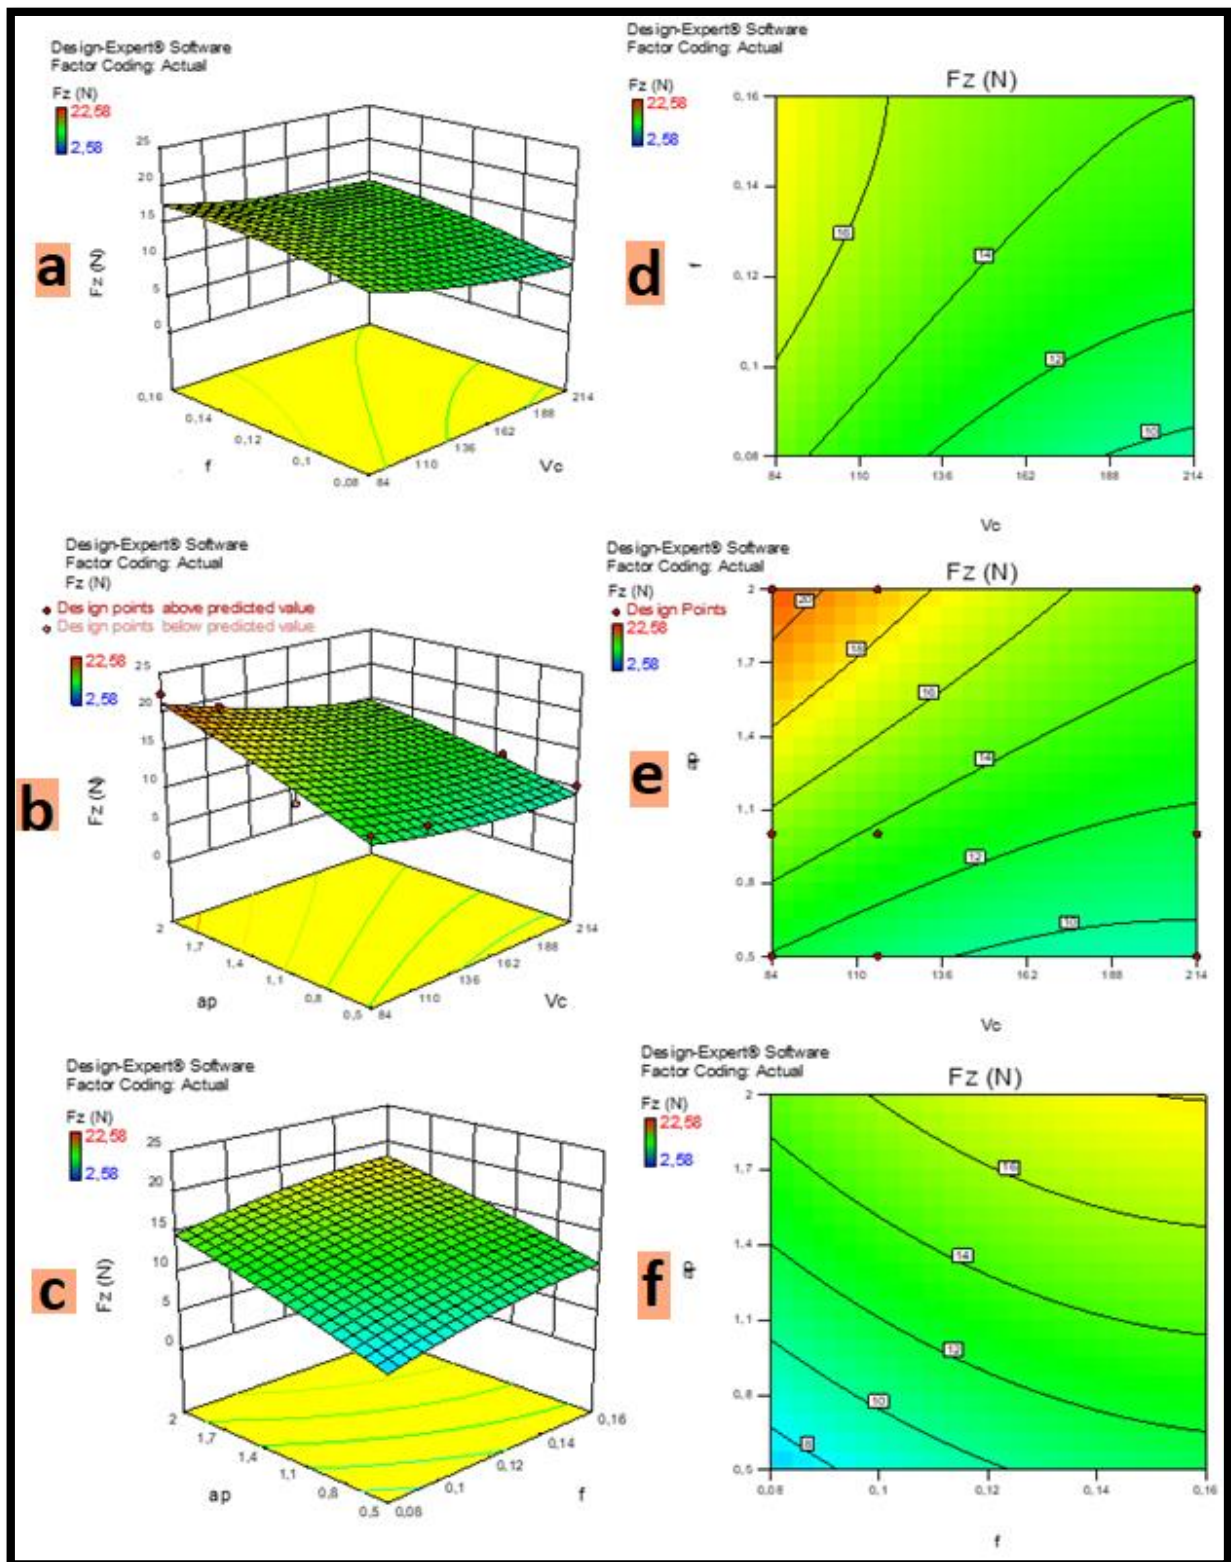 Design-Expert® Software
Factor Coding: Actual
Fz (N)
22,58
2,58
25
20
15
10
5
0
Fz (N)
a
0,16
0,14
0,12
0,1
0,08
f
84
110
136
162
188
214
Vc
Design-Expert® Software
Factor Coding: Actual
Fz (N)
22,58
2,58
Fz (N)
0,16
0,14
0,12
0,1
0,08
f
d
16
14
12
10
84
110
136
162
188
214
Vc
Design-Expert® Software
Factor Coding: Actual
Fz (N)
Design points above predicted value
Design points below predicted value
22,58
2,58
25
20
15
10
5
0
Fz (N)
b
2
1,7
1,4
1,1
0,8
0,5
ap
84
110
136
162
188
214
Vc
Design-Expert® Software
Factor Coding: Actual
Fz (N)
Design Points
22,58
2,58
Fz (N)
2
1,7
1,4
1,1
0,8
0,5
ap
e
20
18
16
14
12
10
84
110
136
162
188
214
Vc
Design-Expert® Software
Factor Coding: Actual
Fz (N)
22,58
2,58
25
20
15
10
5
0
Fz (N)
c
2
1,7
1,4
1,1
0,8
0,5
ap
0,08
0,1
0,12
0,14
0,16
f
Design-Expert® Software
Factor Coding: Actual
Fz (N)
22,58
2,58
Fz (N)
2
1,7
1,4
1,1
0,8
0,5
ap
f
16
14
12
10
8
0,08
0,1
0,12
0,14
0,16
f